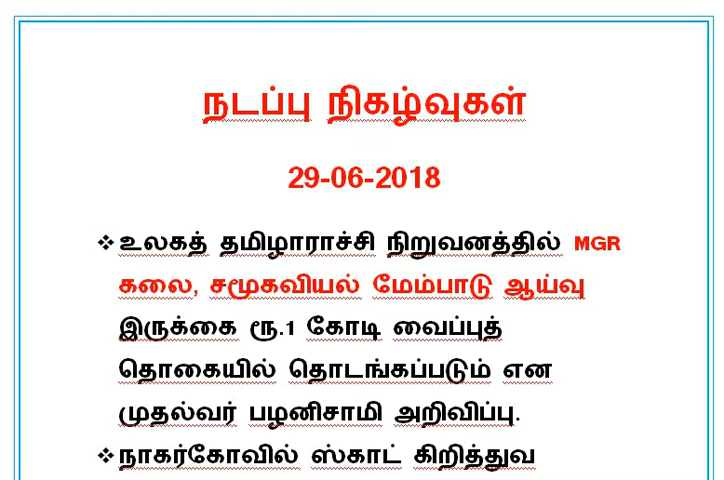 நடப்பு நிகழ்வுகள்
29-06-2018
❖உலகத் தமிழாராச்சி நிறுவனத்தில் MGR
கலை, சமூகவியல் மேம்பாடு ஆய்வு
இருக்கை ரூ.1 கோடி வைப்புத்
தொகையில் தொடங்கப்படும் என
முதல்வர் பழனிசாமி அறிவிப்பு.
❖நாகர்கோவில் ஸ்காட் கிறித்துவ